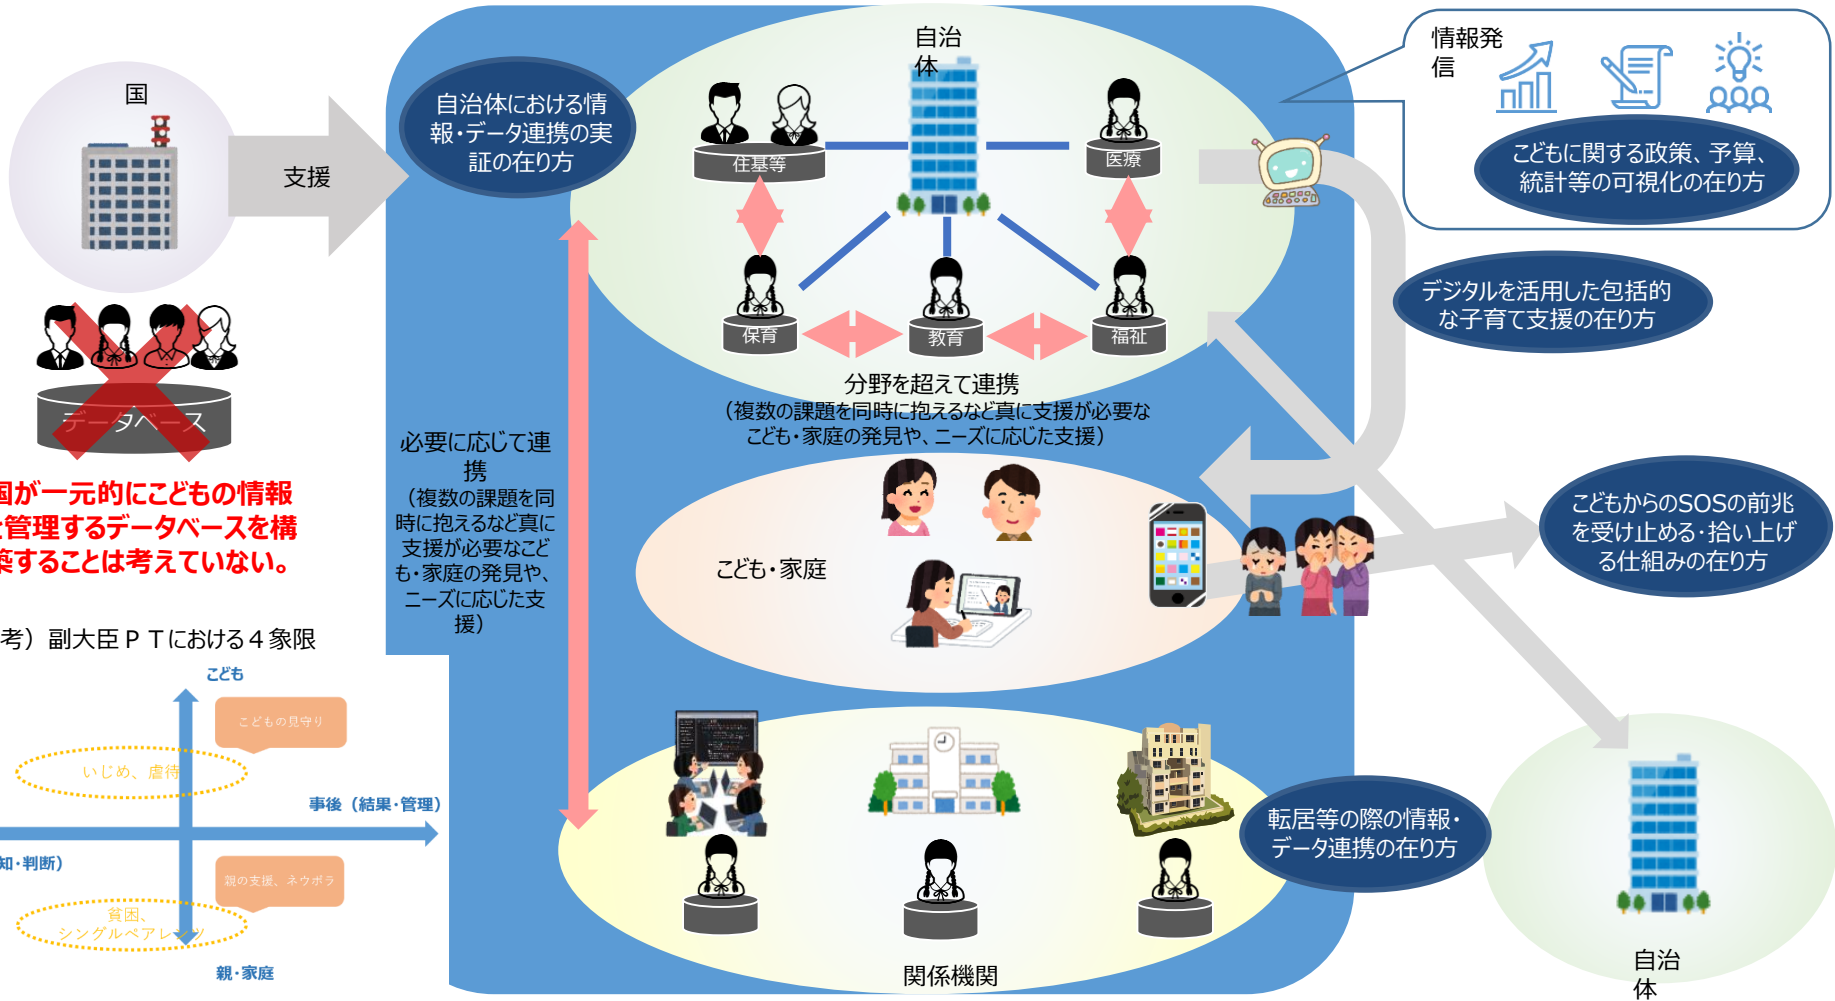 国
支援
データベース
国が一元的にこどもの情報
を管理するデータベースを構
築することは考えていない。
考）副大臣ＰＴにおける４象限
こども
こどもの見守り
いじめ、虐待
事後（結果・管理）
知・判断）
親の支援、ネウボラ
貧困、
シングルペアレンツ
親・家庭
自治体における情
報・データ連携の実
証の在り方
自治
体
住基等
医療
保育
教育
福祉
分野を超えて連携
（複数の課題を同時に抱えるなど真に支援が必要な
こども・家庭の発見や、ニーズに応じた支援）
必要に応じて連
携
（複数の課題を同
時に抱えるなど真に
支援が必要なこど
も・家庭の発見や、
ニーズに応じた支
援）
こども・家庭
関係機関
情報発
信
こどもに関する政策、予算、
統計等の可視化の在り方
デジタルを活用した包括的
な子育て支援の在り方
こどもからのSOSの前兆
を受け止める・拾い上げ
る仕組みの在り方
転居等の際の情報・
データ連携の在り方
自治
体